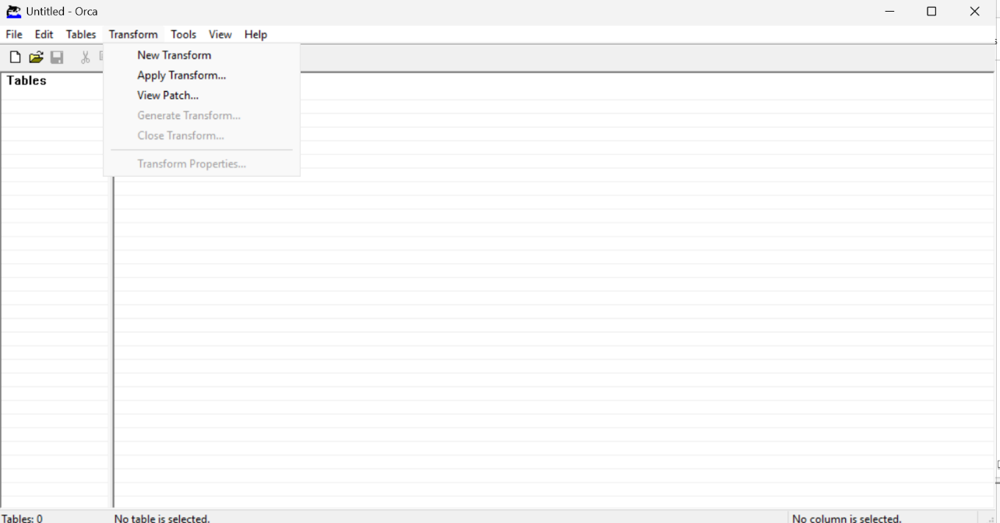 Untitled - Orca
File Edit Tables Transform Tools View Help
New Transform
Apply Transform...
View Patch...
Generate Transform...
Close Transform...
Transform Properties...
Tables
Tables: 0 No table is selected. No column is selected.